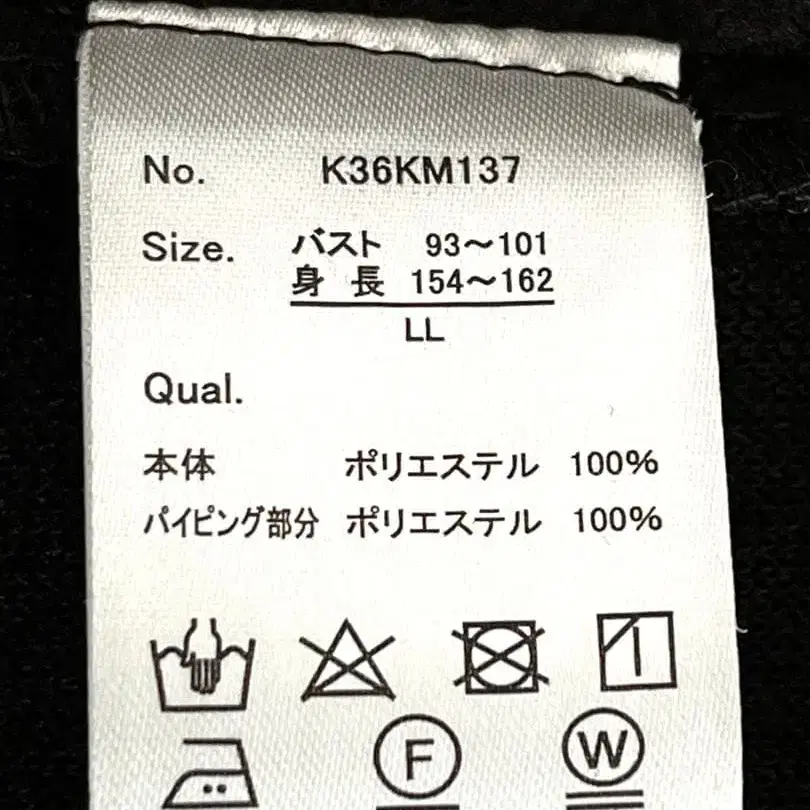 No. K36KM137
Size. バスト 93～101
身 長 154～162
LL
Qual.
本体 ポリエステル 100%
パイピング部分 ポリエステル 100%
F W